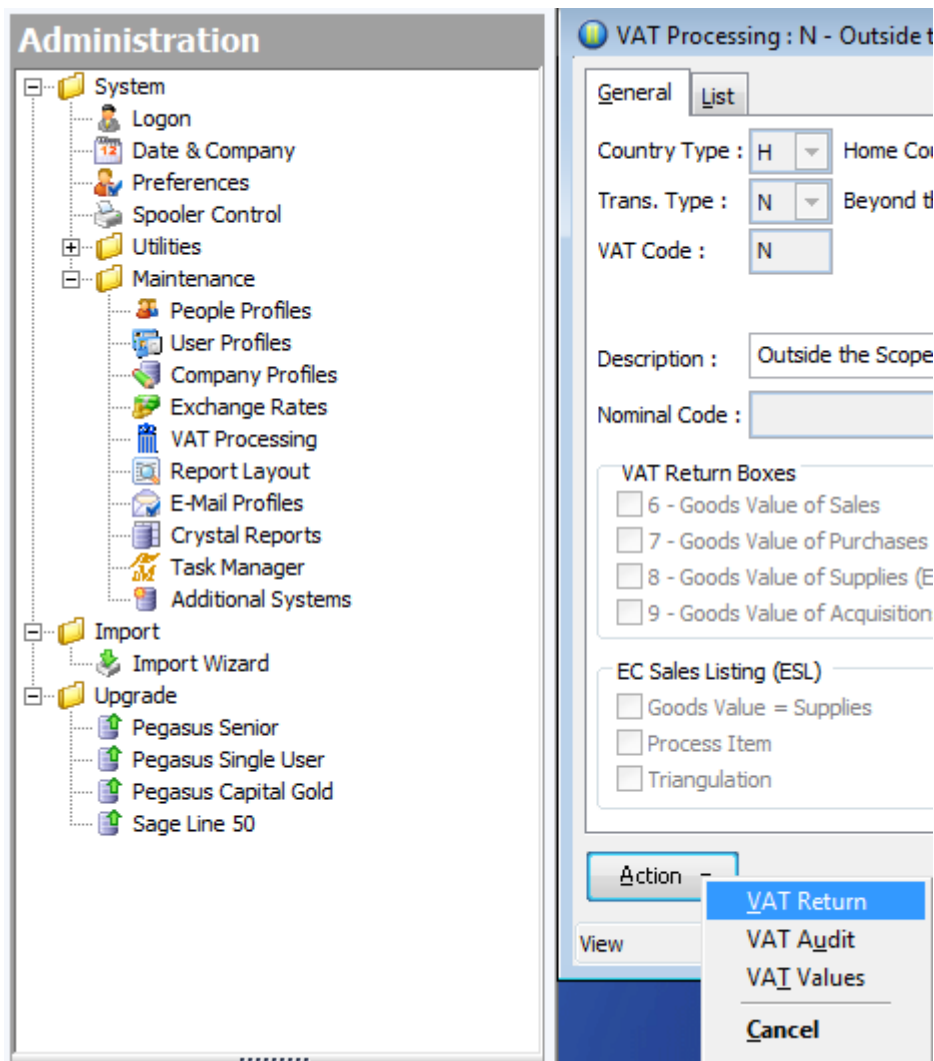 Administration
System
Logon
12
Date & Company
Preferences
Spooler Control
Utilities
Maintenance
People Profiles
User Profiles
Company Profiles
Exchange Rates
VAT Processing
Report Layout
E-Mail Profiles
Crystal Reports
Task Manager
Additional Systems
Import
Import Wizard
Upgrade
Pegasus Senior
Pegasus Single User
Pegasus Capital Gold
Sage Line 50
VAT Processing : N - Outside t
General List
Country Type : H Home Cou
Trans. Type : N Beyond th
VAT Code : N
Description : Outside the Scope
Nominal Code :
VAT Return Boxes
6 - Goods Value of Sales
7 - Goods Value of Purchases
8 - Goods Value of Supplies (E
9 - Goods Value of Acquisition
EC Sales Listing (ESL)
Goods Value = Supplies
Process Item
Triangulation
Action
VAT Return
View
VAT Audit
VAT Values
Cancel